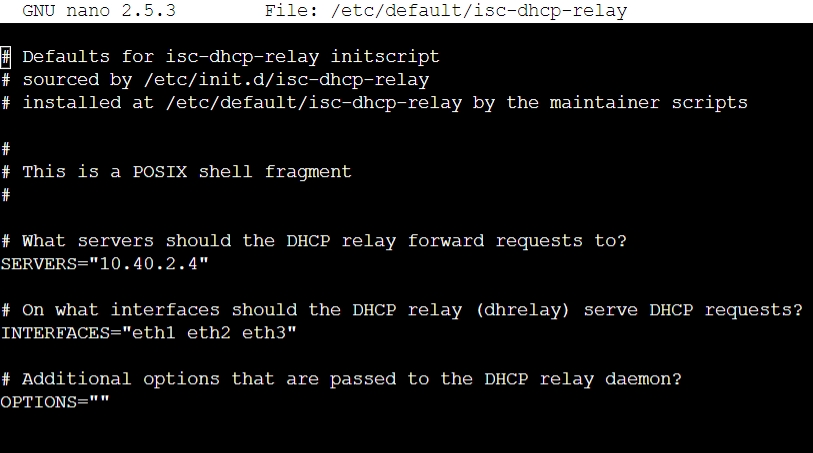 GNU nano 2.5.3 File: /etc/default/isc-dhcp-relay
# Defaults for isc-dhcp-relay initscript
# sourced by /etc/init.d/isc-dhcp-relay
# installed at /etc/default/isc-dhcp-relay by the maintainer scripts
#
# This is a POSIX shell fragment
#
# What servers should the DHCP relay forward requests to?
SERVERS="10.40.2.4"
# On what interfaces should the DHCP relay (dhrelay) serve DHCP requests?
INTERFACES="eth1 eth2 eth3"
# Additional options that are passed to the DHCP relay daemon?
OPTIONS=""